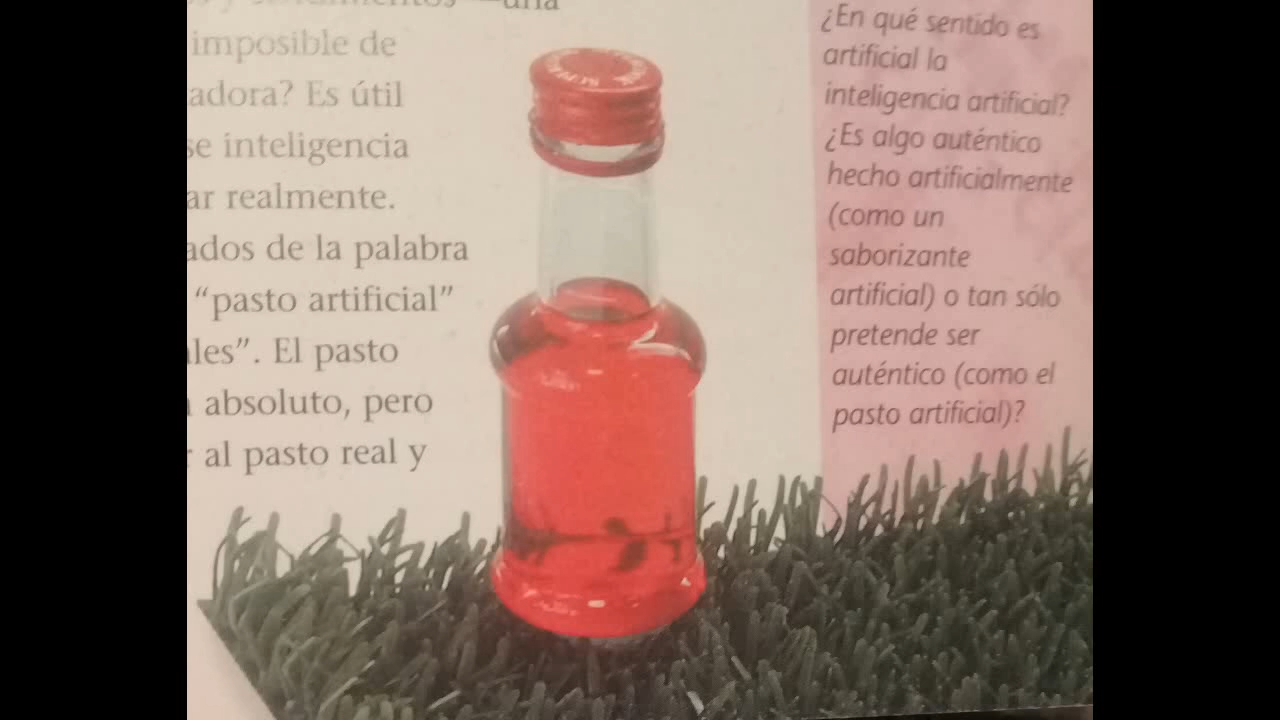 imposible de
adora? Es útil
se inteligencia
ar realmente.
ados de la palabra
“pasto artificial”
ales”. El pasto
absoluto, pero
al pasto real y
¿En qué sentido es
artificial la
inteligencia artificial?
¿Es algo auténtico
hecho artificialmente
(como un
saborizante
artificial) o tan sólo
pretende ser
auténtico (como el
pasto artificial)?